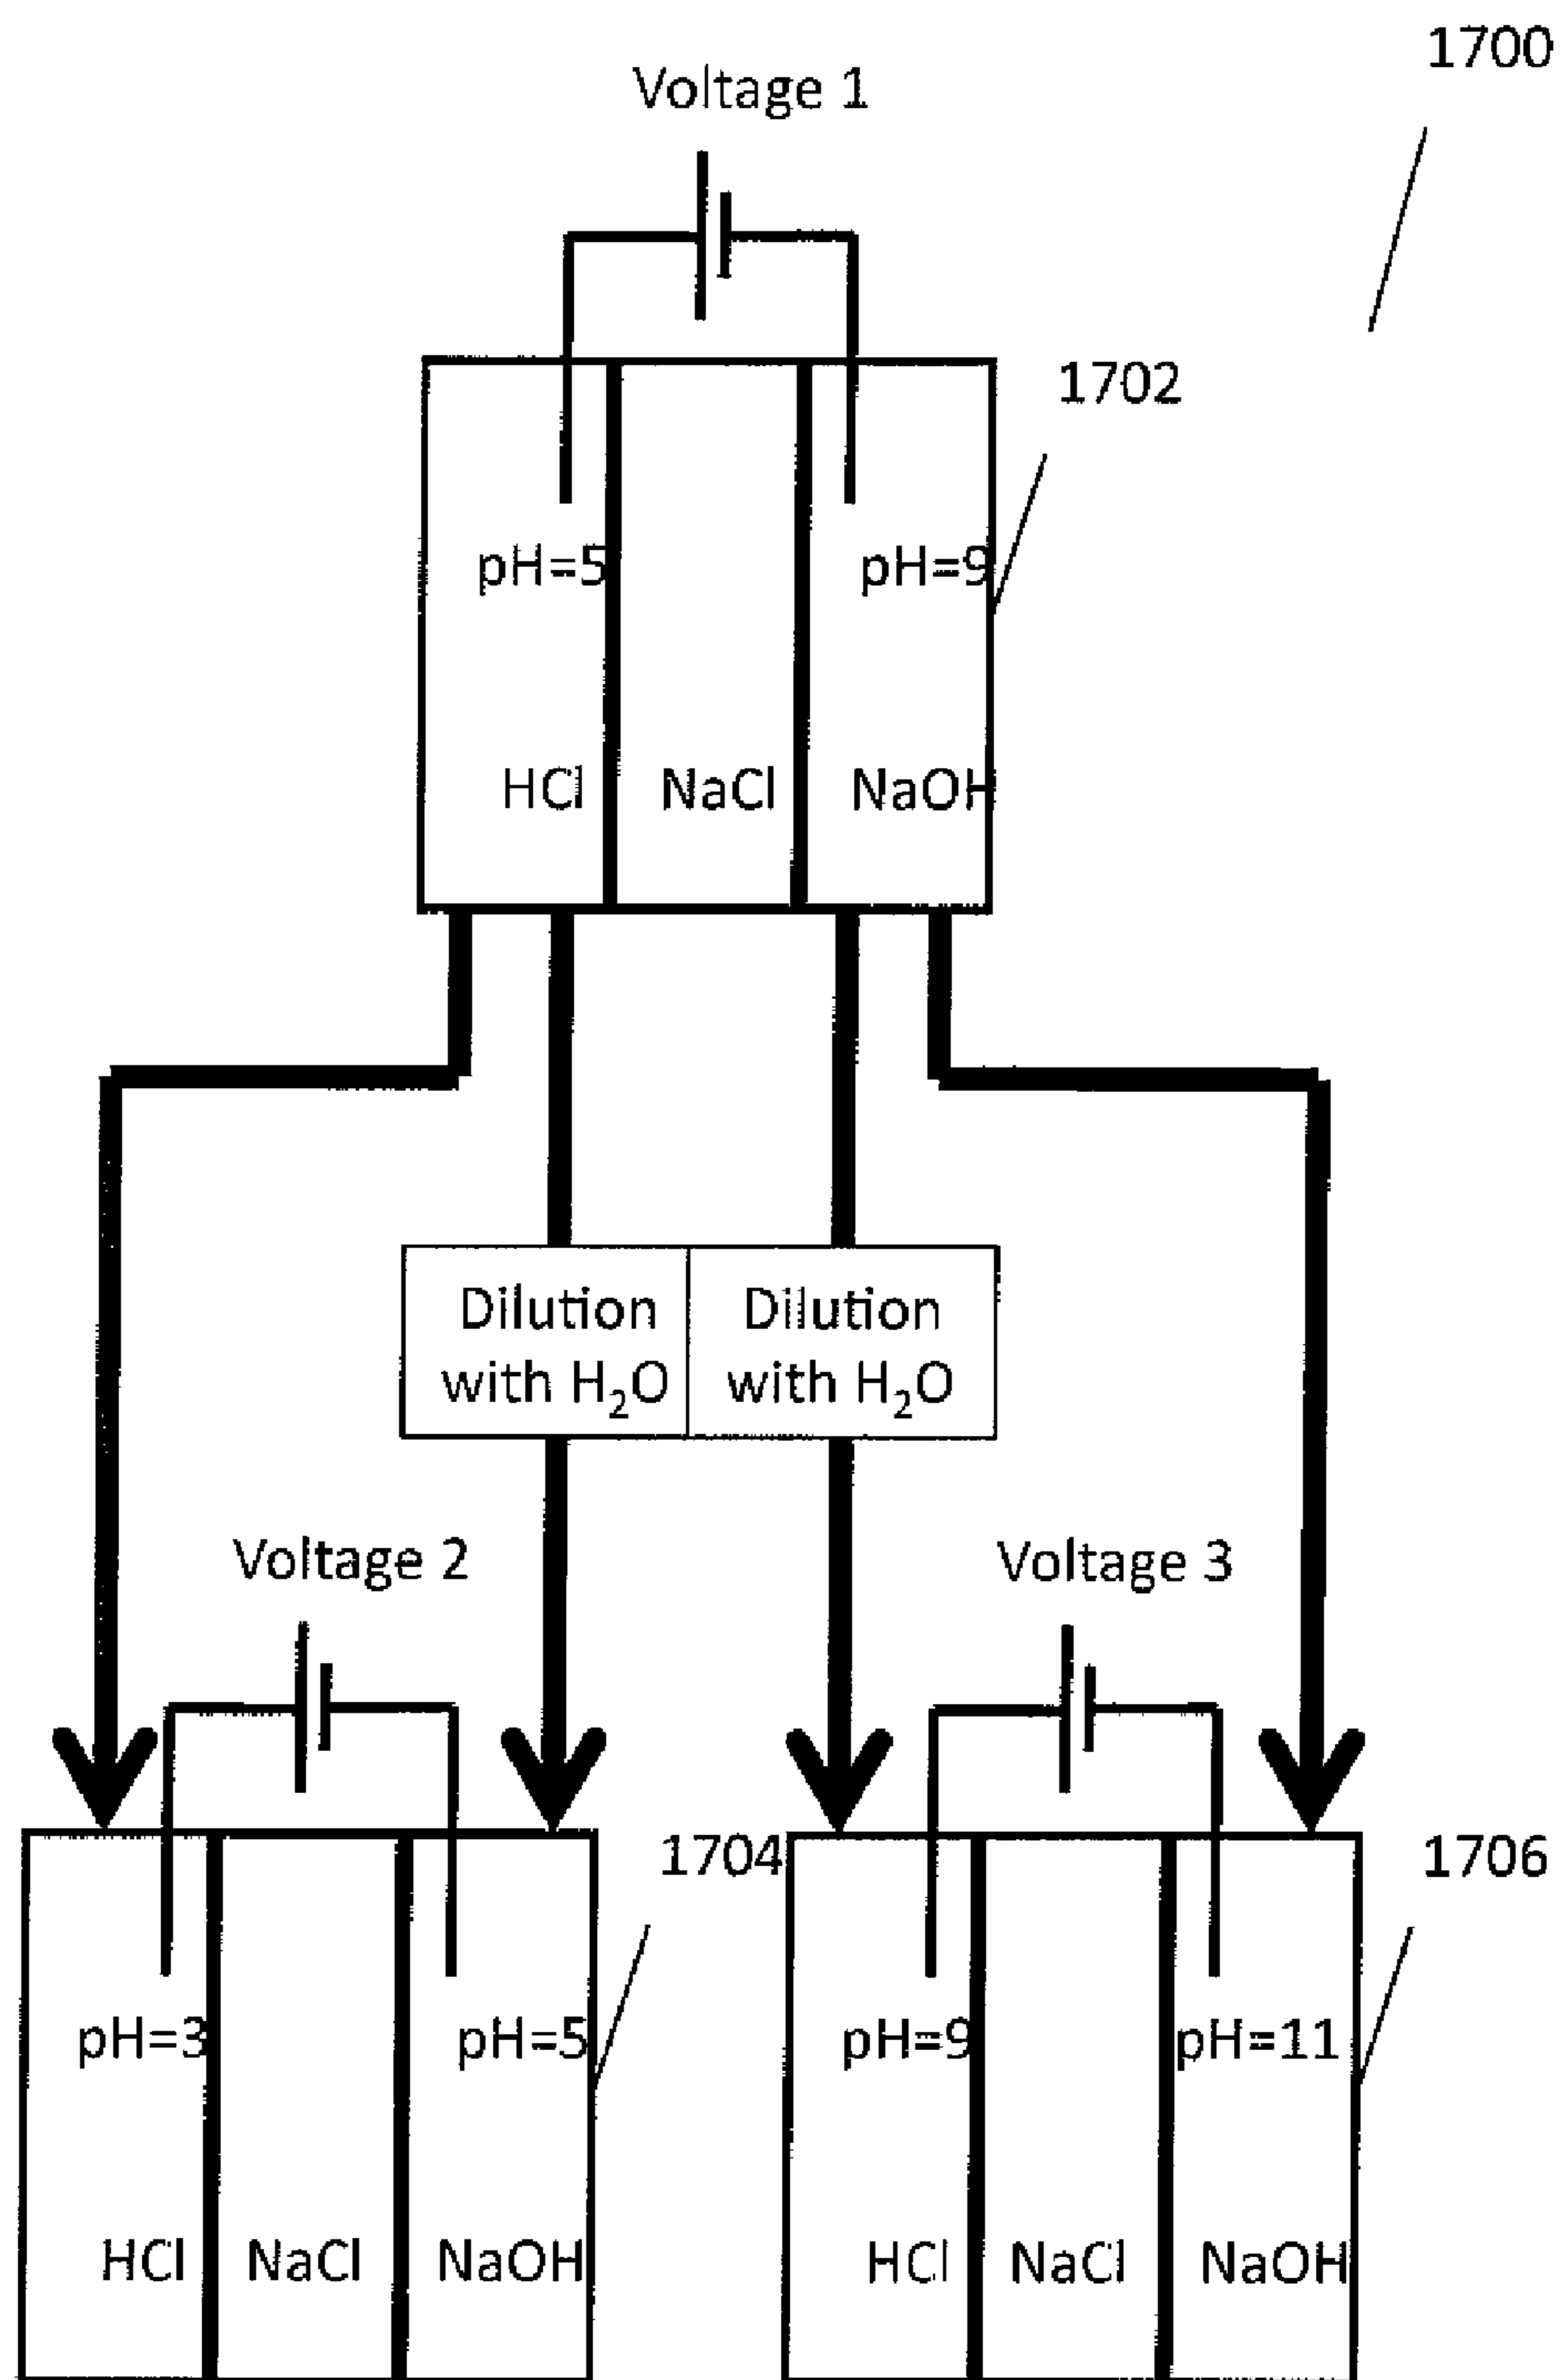 1700
Voltage 1
1702
pH=5
pH=9
HCl
NaCl
NaOH
Dilution
with H₂O
Dilution
with H₂O
Voltage 2
Voltage 3
1704
1706
pH=3
pH=5
pH=9
pH=11
HCl
NaCl
NaOH
HCl
NaCl
NaOH